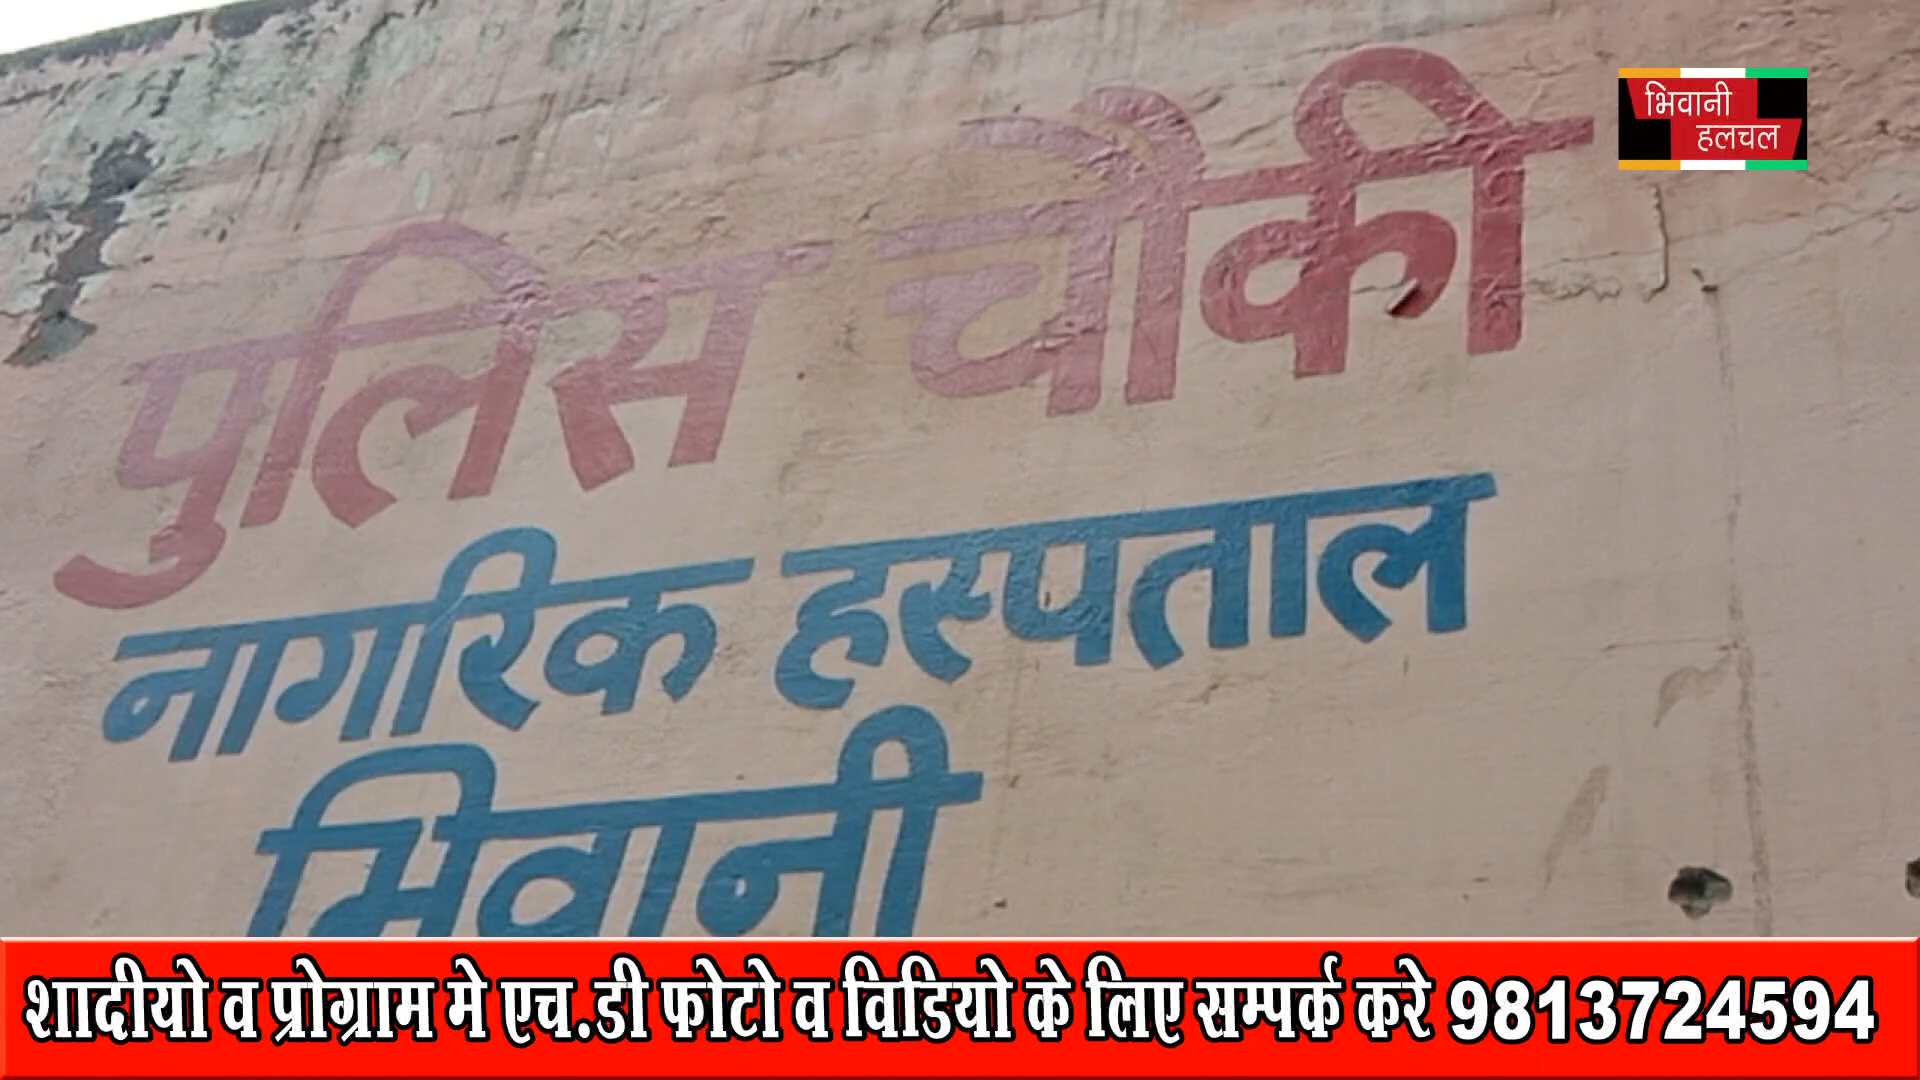 भिवानी
हलचल
पुलिस चौकी
नागरिक हस्पताल
भिवानी
शादीयो व प्रोग्राम मे एच.डी फोटो व विडियो के लिए सम्पर्क करे 9813724594